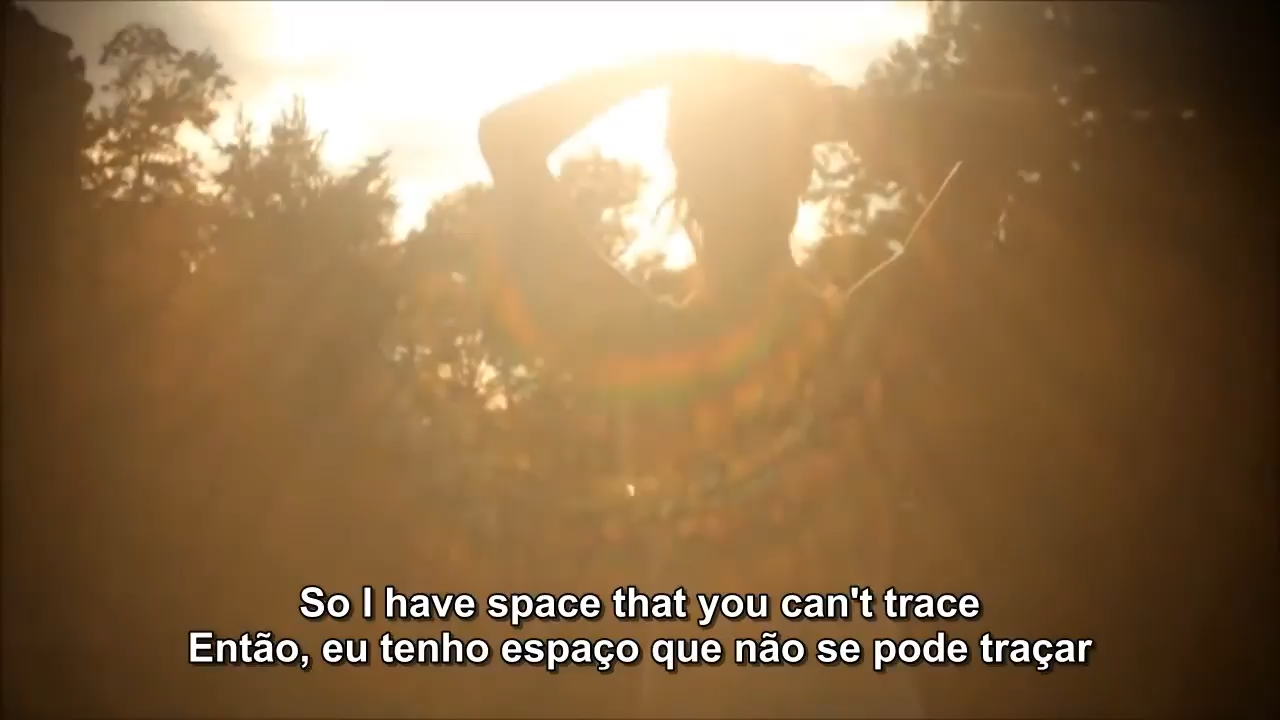 So I have space that you can't trace
Então, eu tenho espaço que não se pode traçar